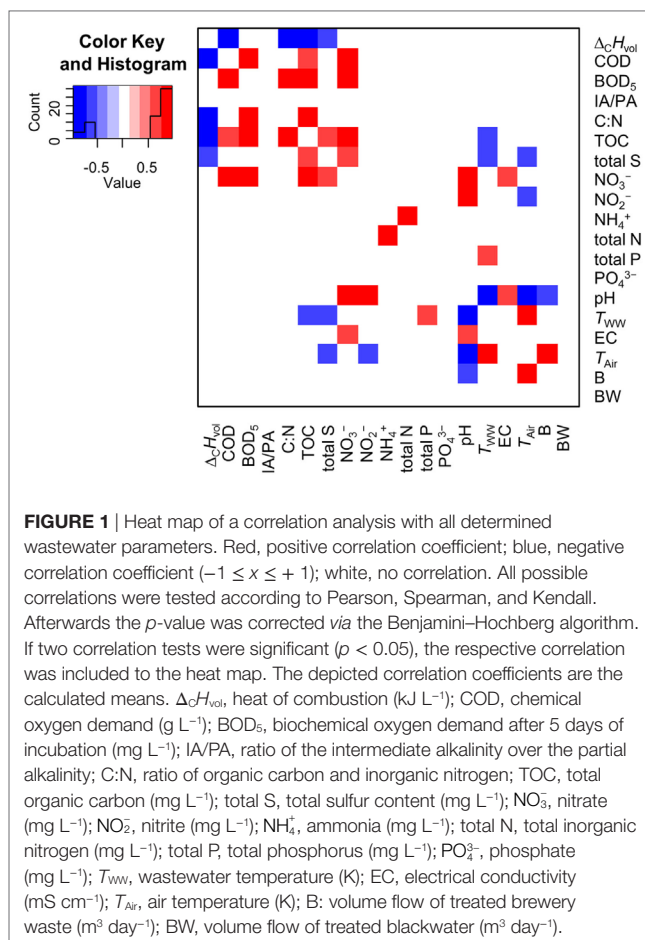 Color Key
and Histogram
Count
0 20
-0.5 0.5
Value
Δ_CH_vol
COD
BOD₅
IA/PA
C:N
TOC
total S
NO₃⁻
NO₂⁻
NH₄⁺
total N
total P
PO₄³⁻
pH
T_WW
EC
T_Air
B
BW
Δ_CH_vol COD BOD₅ IA/PA C:N TOC total S NO₃⁻ NO₂⁻ NH₄⁺ total N total P PO₄³⁻ pH T_WW EC T_Air B BW
FIGURE 1 | Heat map of a correlation analysis with all determined
wastewater parameters. Red, positive correlation coefficient; blue, negative
correlation coefficient (−1 ≤ x ≤ + 1); white, no correlation. All possible
correlations were tested according to Pearson, Spearman, and Kendall.
Afterwards the p-value was corrected via the Benjamini–Hochberg algorithm.
If two correlation tests were significant (p < 0.05), the respective correlation
was included to the heat map. The depicted correlation coefficients are the
calculated means. Δ_CH_vol, heat of combustion (kJ L⁻¹); COD, chemical
oxygen demand (g L⁻¹); BOD₅, biochemical oxygen demand after 5 days of
incubation (mg L⁻¹); IA/PA, ratio of the intermediate alkalinity over the partial
alkalinity; C:N, ratio of organic carbon and inorganic nitrogen; TOC, total
organic carbon (mg L⁻¹); total S, total sulfur content (mg L⁻¹); NO₃⁻, nitrate
(mg L⁻¹); NO₂⁻, nitrite (mg L⁻¹); NH₄⁺, ammonia (mg L⁻¹); total N, total inorganic
nitrogen (mg L⁻¹); total P, total phosphorus (mg L⁻¹); PO₄³⁻, phosphate
(mg L⁻¹); T_WW, wastewater temperature (K); EC, electrical conductivity
(mS cm⁻¹); T_Air, air temperature (K); B: volume flow of treated brewery
waste (m³ day⁻¹); BW, volume flow of treated blackwater (m³ day⁻¹).